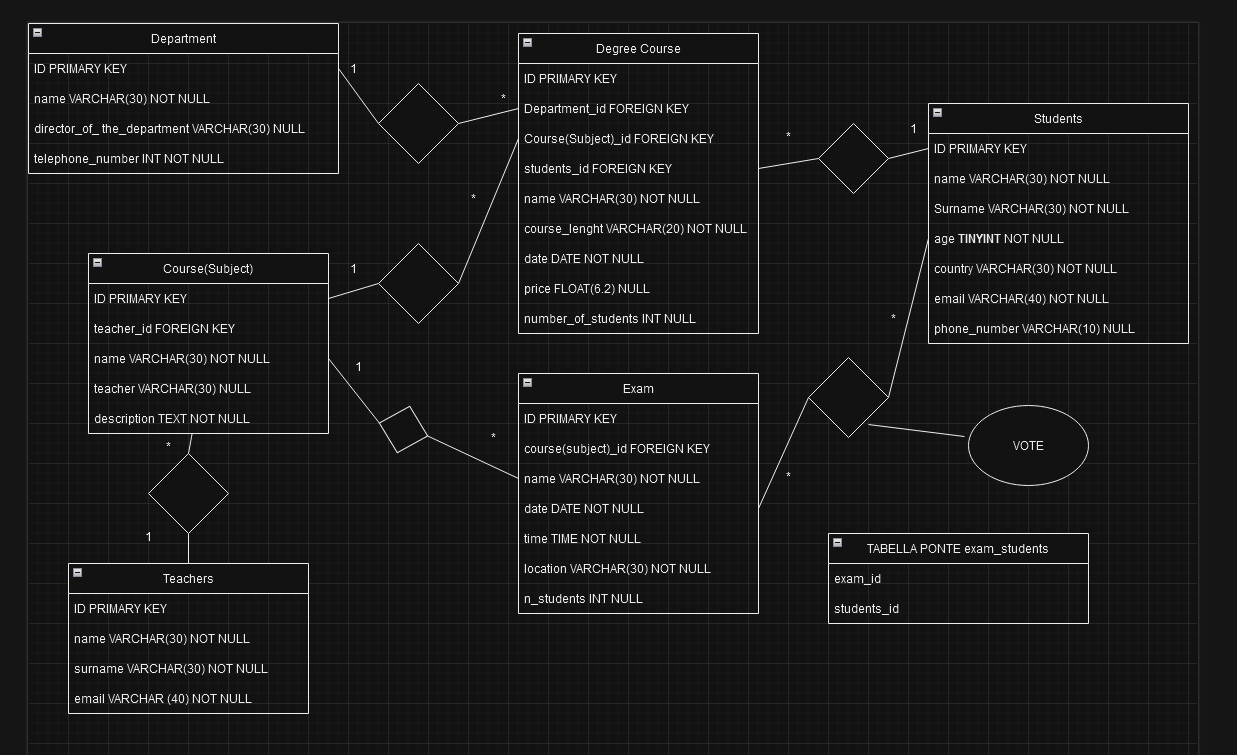 Department
ID PRIMARY KEY
name VARCHAR(30) NOT NULL
director_of_ the_department VARCHAR(30) NULL
telephone_number INT NOT NULL
1
*
Degree Course
ID PRIMARY KEY
Department_id FOREIGN KEY
Course(Subject)_id FOREIGN KEY
students_id FOREIGN KEY
name VARCHAR(30) NOT NULL
course_lenght VARCHAR(20) NOT NULL
date DATE NOT NULL
price FLOAT(6.2) NULL
number_of_students INT NULL
*
1
Students
ID PRIMARY KEY
name VARCHAR(30) NOT NULL
Surname VARCHAR(30) NOT NULL
age TINYINT NOT NULL
country VARCHAR(30) NOT NULL
email VARCHAR(40) NOT NULL
phone_number VARCHAR(10) NULL
*
1
Course(Subject)
ID PRIMARY KEY
teacher_id FOREIGN KEY
name VARCHAR(30) NOT NULL
teacher VARCHAR(30) NULL
description TEXT NOT NULL
1
*
Exam
ID PRIMARY KEY
course(subject)_id FOREIGN KEY
name VARCHAR(30) NOT NULL
date DATE NOT NULL
time TIME NOT NULL
location VARCHAR(30) NOT NULL
n_students INT NULL
*
*
VOTE
*
1
Teachers
ID PRIMARY KEY
name VARCHAR(30) NOT NULL
surname VARCHAR(30) NOT NULL
email VARCHAR (40) NOT NULL
TABELLA PONTE exam_students
exam_id
students_id